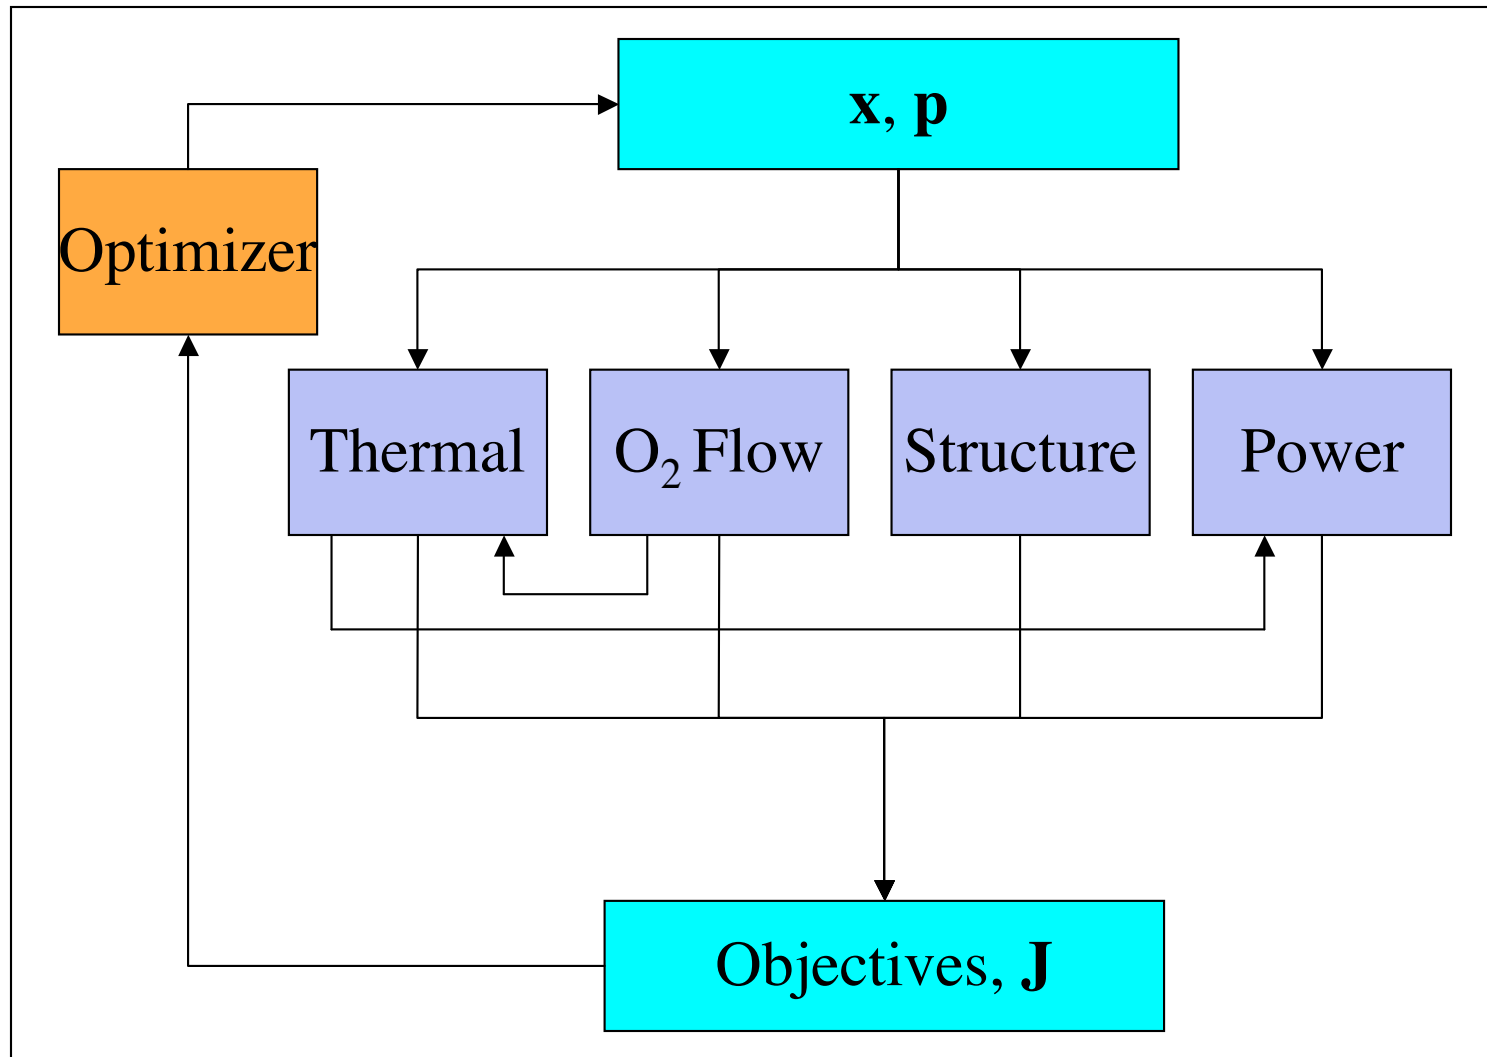 x, p
Optimizer
Thermal
O₂ Flow
Structure
Power
Objectives, J